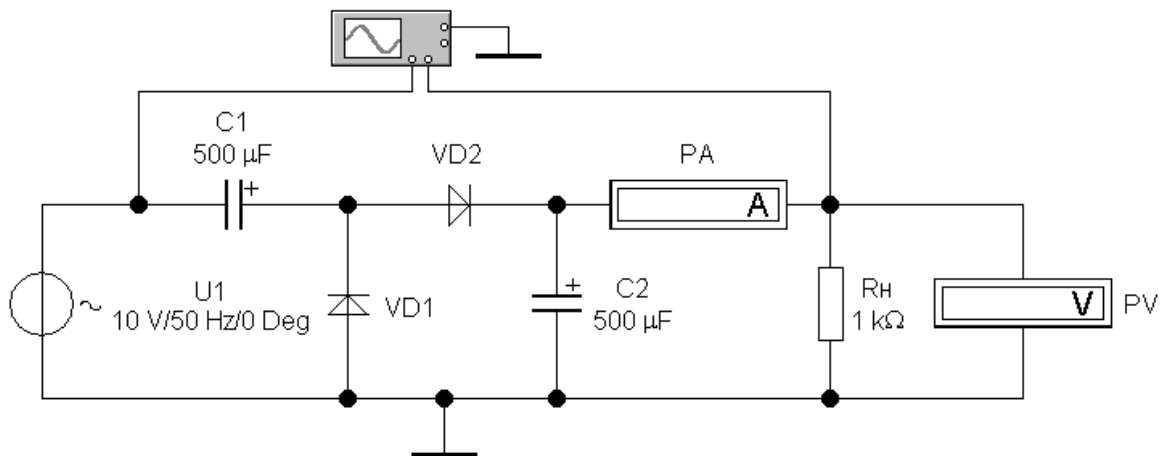 C1
500 µF
VD2
PA
A
+
U1
10 V/50 Hz/0 Deg
~
VD1
+
C2
500 µF
Rн
1 kΩ
V
PV